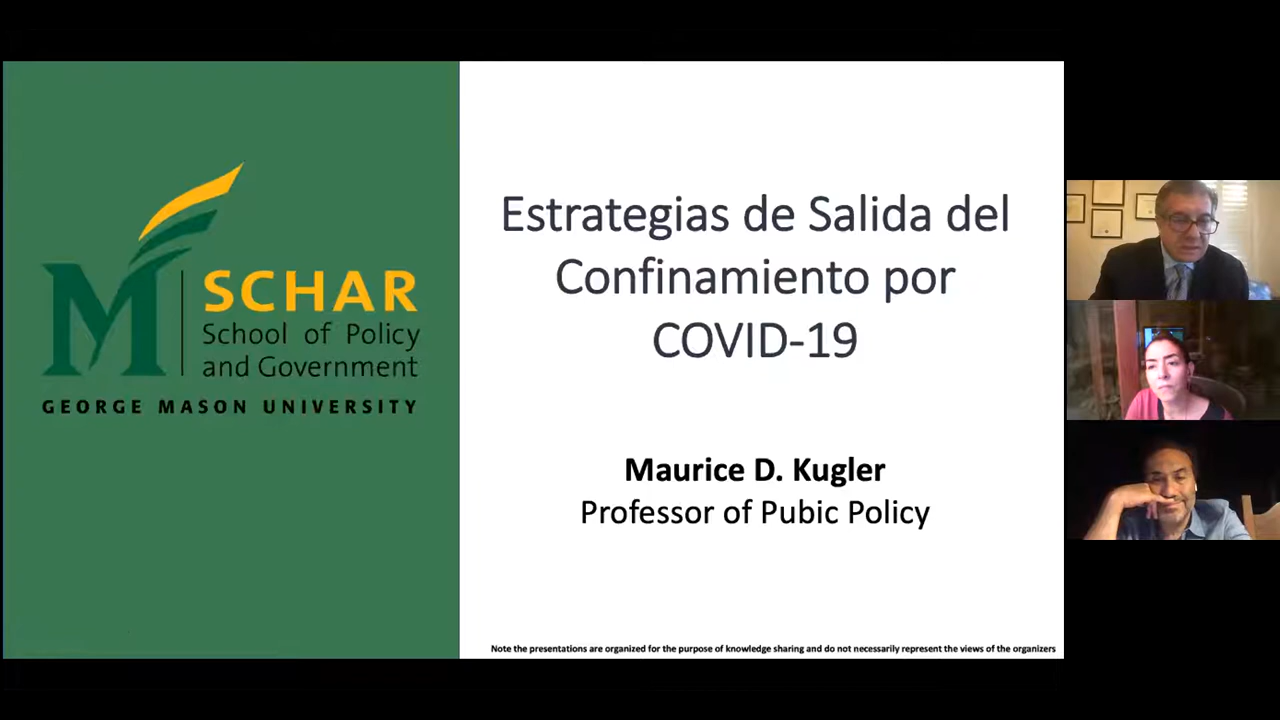 M
SCHAR
School of Policy
and Government
GEORGE MASON UNIVERSITY
Estrategias de Salida del
Confinamiento por
COVID-19
Maurice D. Kugler
Professor of Pubic Policy
Note the presentations are organized for the purpose of knowledge sharing and do not necessarily represent the views of the organizers